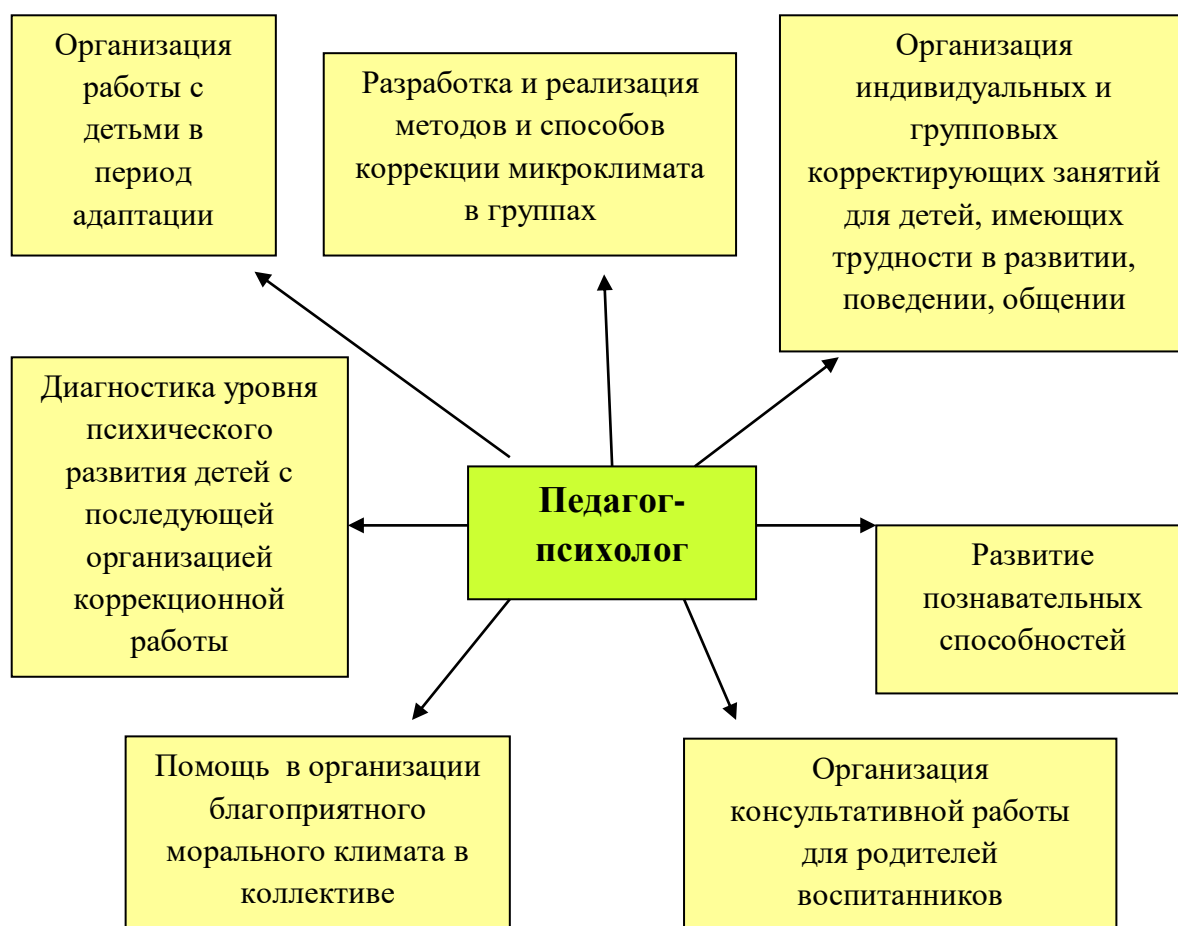 Организация
работы с
детьми в
период
адаптации
Разработка и реализация
методов и способов
коррекции микроклимата
в группах
Организация
индивидуальных и
групповых
корректирующих занятий
для детей, имеющих
трудности в развитии,
поведении, общении
Диагностика уровня
психического
развития детей с
последующей
организацией
коррекционной
работы
Педагог-
психолог
Развитие
познавательных
способностей
Помощь  в организации
благоприятного
морального климата в
коллективе
Организация
консультативной работы
для родителей
воспитанников